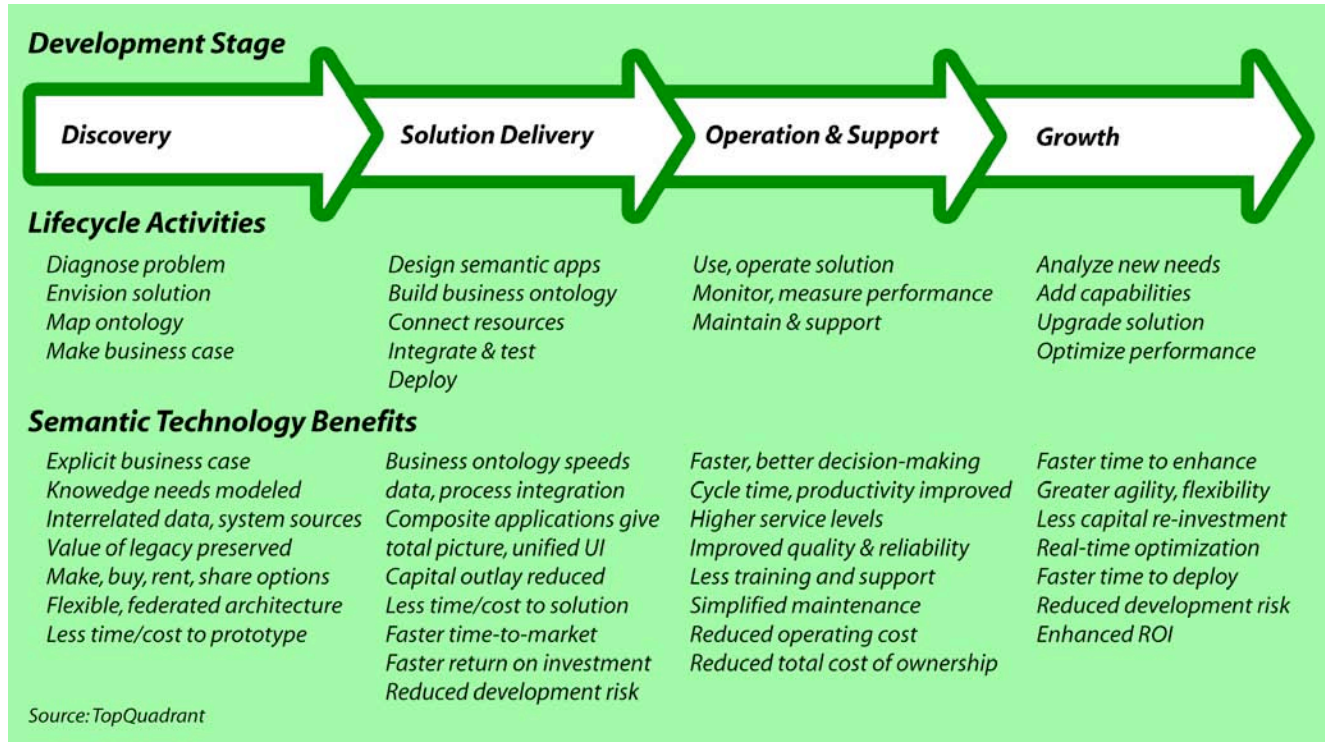 Development Stage
Discovery
Solution Delivery
Operation & Support
Growth
Lifecycle Activities
Diagnose problem
Envision solution
Map ontology
Make business case
Design semantic apps
Build business ontology
Connect resources
Integrate & test
Deploy
Use, operate solution
Monitor, measure performance
Maintain & support
Analyze new needs
Add capabilities
Upgrade solution
Optimize performance
Semantic Technology Benefits
Explicit business case
Knowedge needs modeled
Interrelated data, system sources
Value of legacy preserved
Make, buy, rent, share options
Flexible, federated architecture
Less time/cost to prototype
Business ontology speeds
data, process integration
Composite applications give
total picture, unified UI
Capital outlay reduced
Less time/cost to solution
Faster time-to-market
Faster return on investment
Reduced development risk
Faster, better decision-making
Cycle time, productivity improved
Higher service levels
Improved quality & reliability
Less training and support
Simplified maintenance
Reduced operating cost
Reduced total cost of ownership
Faster time to enhance
Greater agility, flexibility
Less capital re-investment
Real-time optimization
Faster time to deploy
Reduced development risk
Enhanced ROI
Source: TopQuadrant